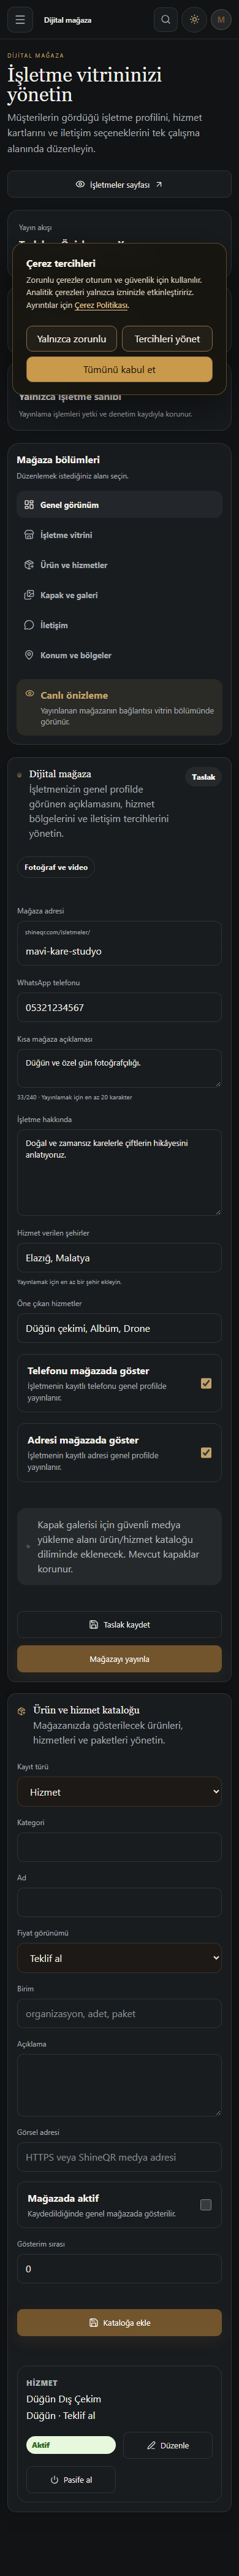 Dijital mağaza
M
DİJİTAL MAĞAZA
İşletme vitrininizi
yönetin
Müşterilerin gördüğü işletme profilini, hizmet
kartlarını ve iletişim seçeneklerini tek çalışma
alanında düzenleyin.
İşletmeler sayfası
Yayın akışı
Çerez tercihleri
Zorunlu çerezler oturum ve güvenlik için kullanılır.
Analitik çerezleri yalnızca izninizle etkinleştiririz.
Ayrıntılar için Çerez Politikası.
Yalnızca zorunlu
Tercihleri yönet
Tümünü kabul et
Yalnızca işletme sahibi
Yayınlama işlemleri yetki ve denetim kaydıyla korunur.
Mağaza bölümleri
Düzenlemek istediğiniz alanı seçin.
Genel görünüm
İşletme vitrini
Ürün ve hizmetler
Kapak ve galeri
İletişim
Konum ve bölgeler
Canlı önizleme
Yayınlanan mağazanın bağlantısı vitrin bölümünde
görünür.
Dijital mağaza
Taslak
İşletmenizin genel profilde
görünen açıklamasını, hizmet
bölgelerini ve iletişim tercihlerini
yönetin.
Fotoğraf ve video
Mağaza adresi
shineqr.com/isletmeler/
mavi-kare-studyo
WhatsApp telefonu
05321234567
Kısa mağaza açıklaması
Düğün ve özel gün fotoğrafçılığı.
33/240 · Yayınlamak için en az 20 karakter
İşletme hakkında
Doğal ve zamansız karelerle çiftlerin hikâyesini
anlatıyoruz.
Hizmet verilen şehirler
Elazığ, Malatya
Yayınlamak için en az bir şehir ekleyin.
Öne çıkan hizmetler
Düğün çekimi, Albüm, Drone
Telefonu mağazada göster
İşletmenin kayıtlı telefonu genel profilde
yayınlanır.
Adresi mağazada göster
İşletmenin kayıtlı adresi genel profilde
yayınlanır.
Kapak galerisi için güvenli medya
yükleme alanı ürün/hizmet kataloğu
diliminde eklenecek. Mevcut kapaklar
korunur.
Taslak kaydet
Mağazayı yayınla
Ürün ve hizmet kataloğu
Mağazanızda gösterilecek ürünleri,
hizmetleri ve paketleri yönetin.
Kayıt türü
Hizmet
Kategori
Ad
Fiyat görünümü
Teklif al
Birim
organizasyon, adet, paket
Açıklama
Görsel adresi
HTTPS veya ShineQR medya adresi
Mağazada aktif
Kaydedildiğinde genel mağazada gösterilir.
Gösterim sırası
0
Kataloğa ekle
HİZMET
Düğün Dış Çekim
Düğün · Teklif al
Aktif
Düzenle
Pasife al